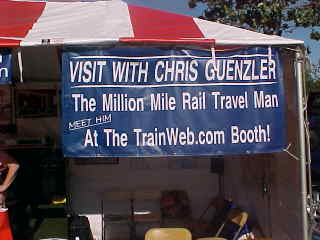 VISIT WITH CHRIS GUENZLER
The Million Mile Rail Travel Man
MEET HIM
At The TrainWeb.com Booth!